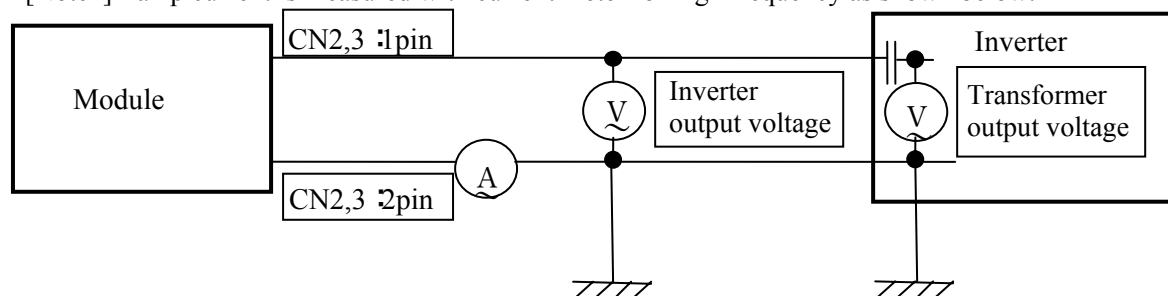 CN2,3 :1pin
Inverter
Module
Inverter
output voltage
V
Transformer
output voltage
V
A
CN2,3 :2pin